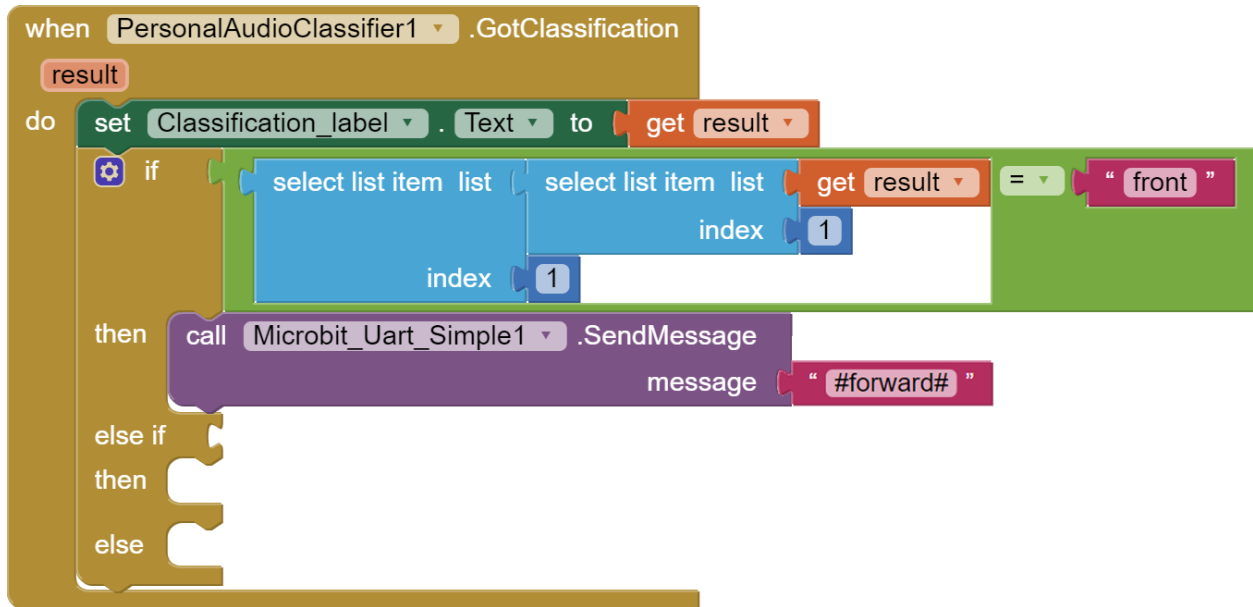 when PersonalAudioClassifier1 .GotClassification
result
do set Classification_label . Text to get result
if select list item list select list item list get result = " front "
index 1
index 1
then call Microbit_Uart_Simple1 .SendMessage
message " #forward# "
else if
then
else